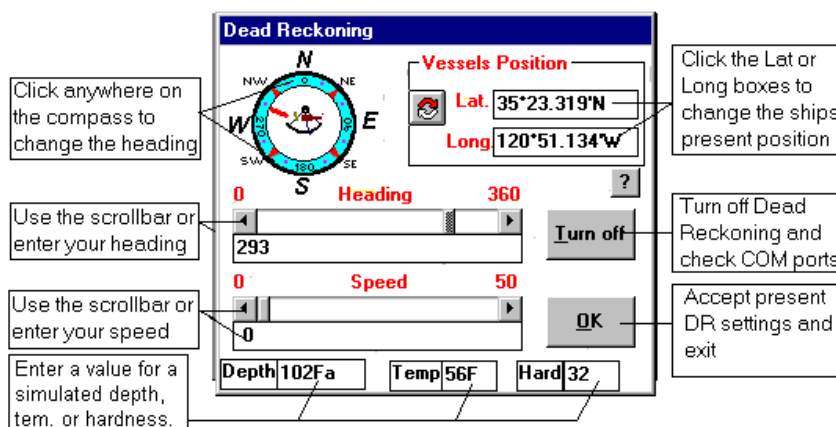 Dead Reckoning
Click anywhere on
the compass to
change the heading
N
NW
NE
W
E
SW
SE
S
0
90
180
270
Vessels Position
Lat. 35*23.319'N
Long. 120*51.134'W
Click the Lat or
Long boxes to
change the ships
present position
?
0 Heading 360
Use the scrollbar or
enter your heading
293
Turn off
Turn off Dead
Reckoning and
check COM ports
0 Speed 50
Use the scrollbar or
enter your speed
0
OK
Accept present
DR settings and
exit
Enter a value for a
simulated depth,
tem. or hardness.
Depth 102Fa
Temp 56F
Hard 32